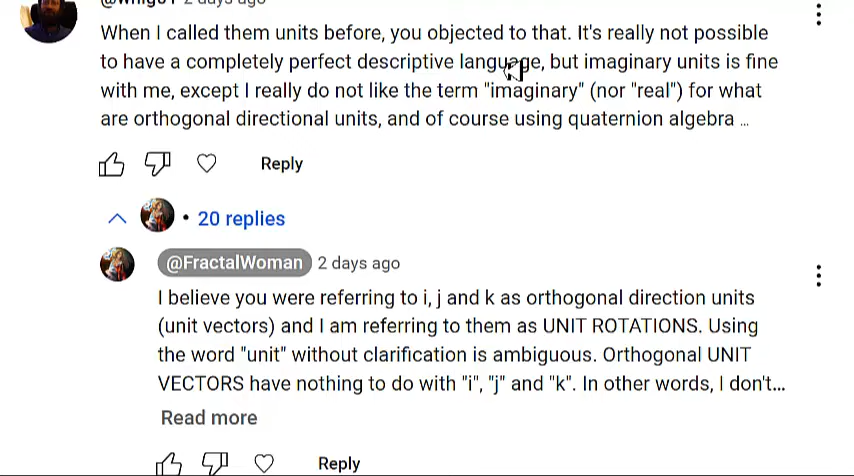 2 days ago
When I called them units before, you objected to that. It's really not possible
to have a completely perfect descriptive language, but imaginary units is fine
with me, except I really do not like the term "imaginary" (nor "real") for what
are orthogonal directional units, and of course using quaternion algebra ...
Reply
• 20 replies
@FractalWoman 2 days ago
I believe you were referring to i, j and k as orthogonal direction units
(unit vectors) and I am referring to them as UNIT ROTATIONS. Using
the word "unit" without clarification is ambiguous. Orthogonal UNIT
VECTORS have nothing to do with "i", "j" and "k". In other words, I don't...
Read more
Reply